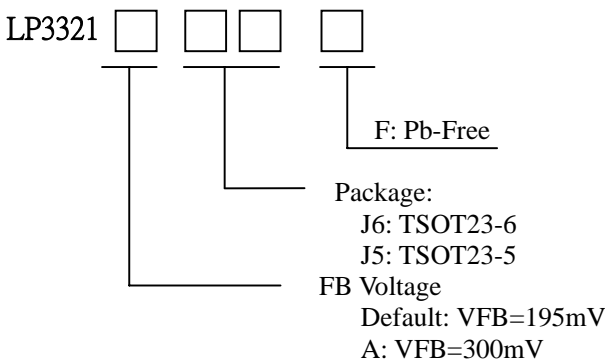 LP3321
F: Pb-Free
Package:
J6: TSOT23-6
J5: TSOT23-5
FB Voltage
Default: VFB=195mV
A: VFB=300mV